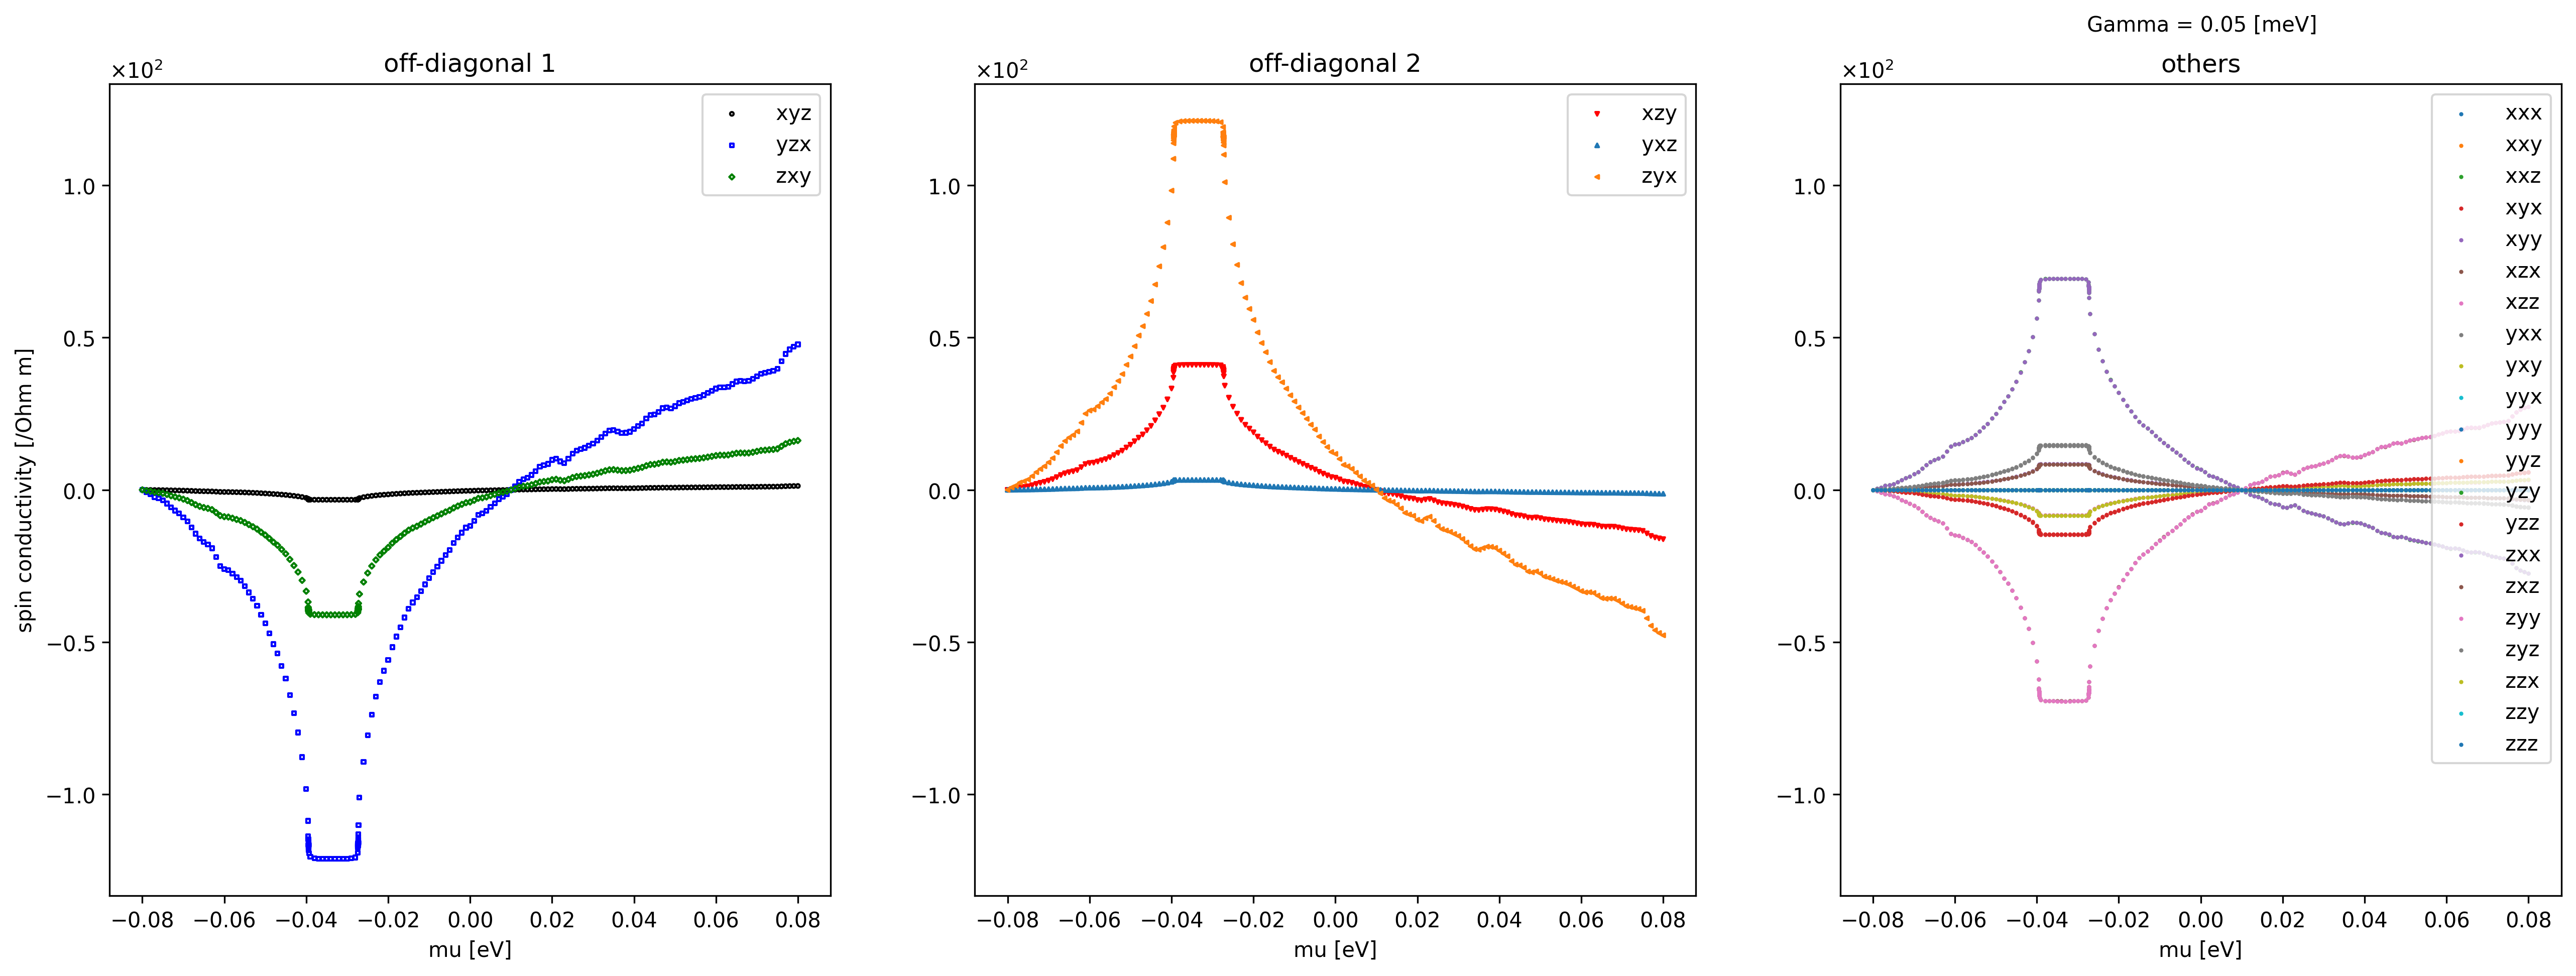 Gamma = 0.05 [meV]
off-diagonal 1
off-diagonal 2
others
×10²
×10²
×10²
spin conductivity [/Ohm m]
1.0
0.5
0.0
−0.5
−1.0
xyz
yzx
zxy
−0.08
−0.06
−0.04
−0.02
0.00
0.02
0.04
0.06
0.08
mu [eV]
1.0
0.5
0.0
−0.5
−1.0
xzy
yxz
zyx
−0.08
−0.06
−0.04
−0.02
0.00
0.02
0.04
0.06
0.08
mu [eV]
1.0
0.5
0.0
−0.5
−1.0
xxx
xxy
xxz
xyx
xyy
xzx
xzz
yxx
yxy
yyx
yyy
yyz
yzy
yzz
zxx
zxz
zyy
zyz
zzx
zzy
zzz
−0.08
−0.06
−0.04
−0.02
0.00
0.02
0.04
0.06
0.08
mu [eV]